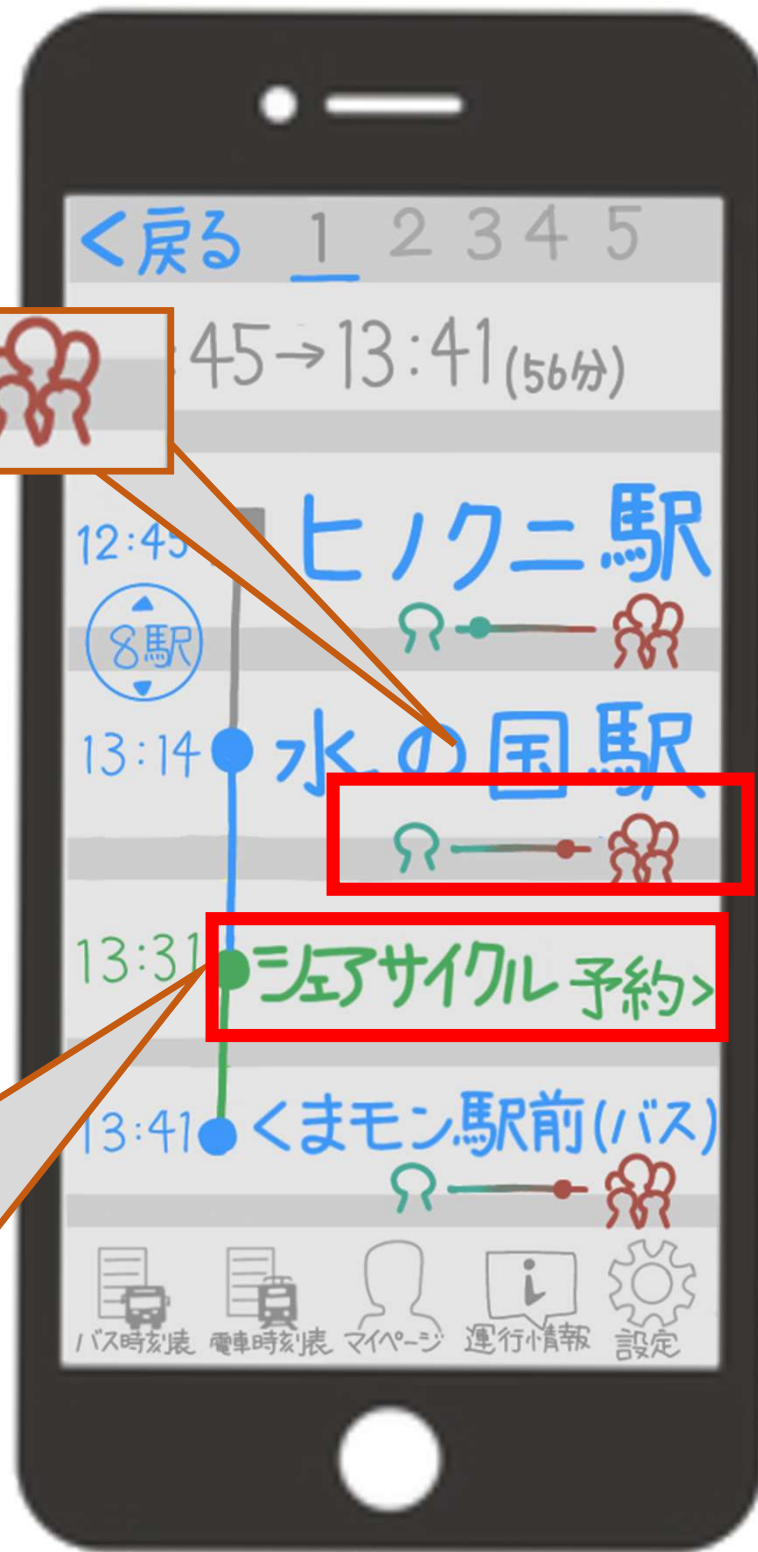 <戻る 1 2 3 4 5
:45→13:41(56分)
12:45 ヒノクニ駅
8駅
13:14 水の国駅
13:31 シェアサイクル 予約>
13:41 くまモン駅前(バス)
バス時刻表 電車時刻表 マイページ 運行情報 設定